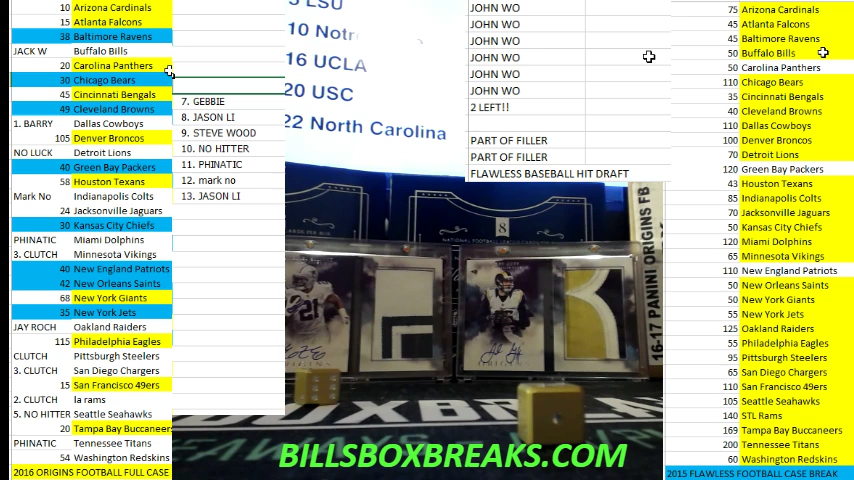 10 Arizona Cardinals
15 Atlanta Falcons
38 Baltimore Ravens
JACK W Buffalo Bills
20 Carolina Panthers
30 Chicago Bears
45 Cincinnati Bengals
49 Cleveland Browns
1. BARRY Dallas Cowboys
105 Denver Broncos
NO LUCK Detroit Lions
40 Green Bay Packers
58 Houston Texans
Mark No Indianapolis Colts
24 Jacksonville Jaguars
30 Kansas City Chiefs
PHINATIC Miami Dolphins
3. CLUTCH Minnesota Vikings
40 New England Patriots
42 New Orleans Saints
68 New York Giants
35 New York Jets
JAY ROCH Oakland Raiders
115 Philadelphia Eagles
CLUTCH Pittsburgh Steelers
3. CLUTCH San Diego Chargers
15 San Francisco 49ers
2. CLUTCH la rams
5. NO HITTER Seattle Seahawks
20 Tampa Bay Buccaneers
PHINATIC Tennessee Titans
54 Washington Redskins
2016 ORIGINS FOOTBALL FULL CASE
7. GEBBIE
8. JASON LI
9. STEVE WOOD
10. NO HITTER
11. PHINATIC
12. mark no
13. JASON LI
LSU
10 Notr
16 UCLA
20 USC
22 North Carolina
JOHN WO
JOHN WO
JOHN WO
JOHN WO
JOHN WO
JOHN WO
2 LEFT!!
PART OF FILLER
PART OF FILLER
FLAWLESS BASEBALL HIT DRAFT
8
16-17 PANINI ORIGINS FB
BILLSBOXBREAKS.COM
75 Arizona Cardinals
45 Atlanta Falcons
45 Baltimore Ravens
50 Buffalo Bills
50 Carolina Panthers
110 Chicago Bears
35 Cincinnati Bengals
40 Cleveland Browns
110 Dallas Cowboys
100 Denver Broncos
70 Detroit Lions
120 Green Bay Packers
43 Houston Texans
85 Indianapolis Colts
70 Jacksonville Jaguars
50 Kansas City Chiefs
120 Miami Dolphins
65 Minnesota Vikings
110 New England Patriots
50 New Orleans Saints
50 New York Giants
55 New York Jets
125 Oakland Raiders
55 Philadelphia Eagles
95 Pittsburgh Steelers
65 San Diego Chargers
110 San Francisco 49ers
105 Seattle Seahawks
140 STL Rams
169 Tampa Bay Buccaneers
200 Tennessee Titans
60 Washington Redskins
2015 FLAWLESS FOOTBALL CASE BREAK